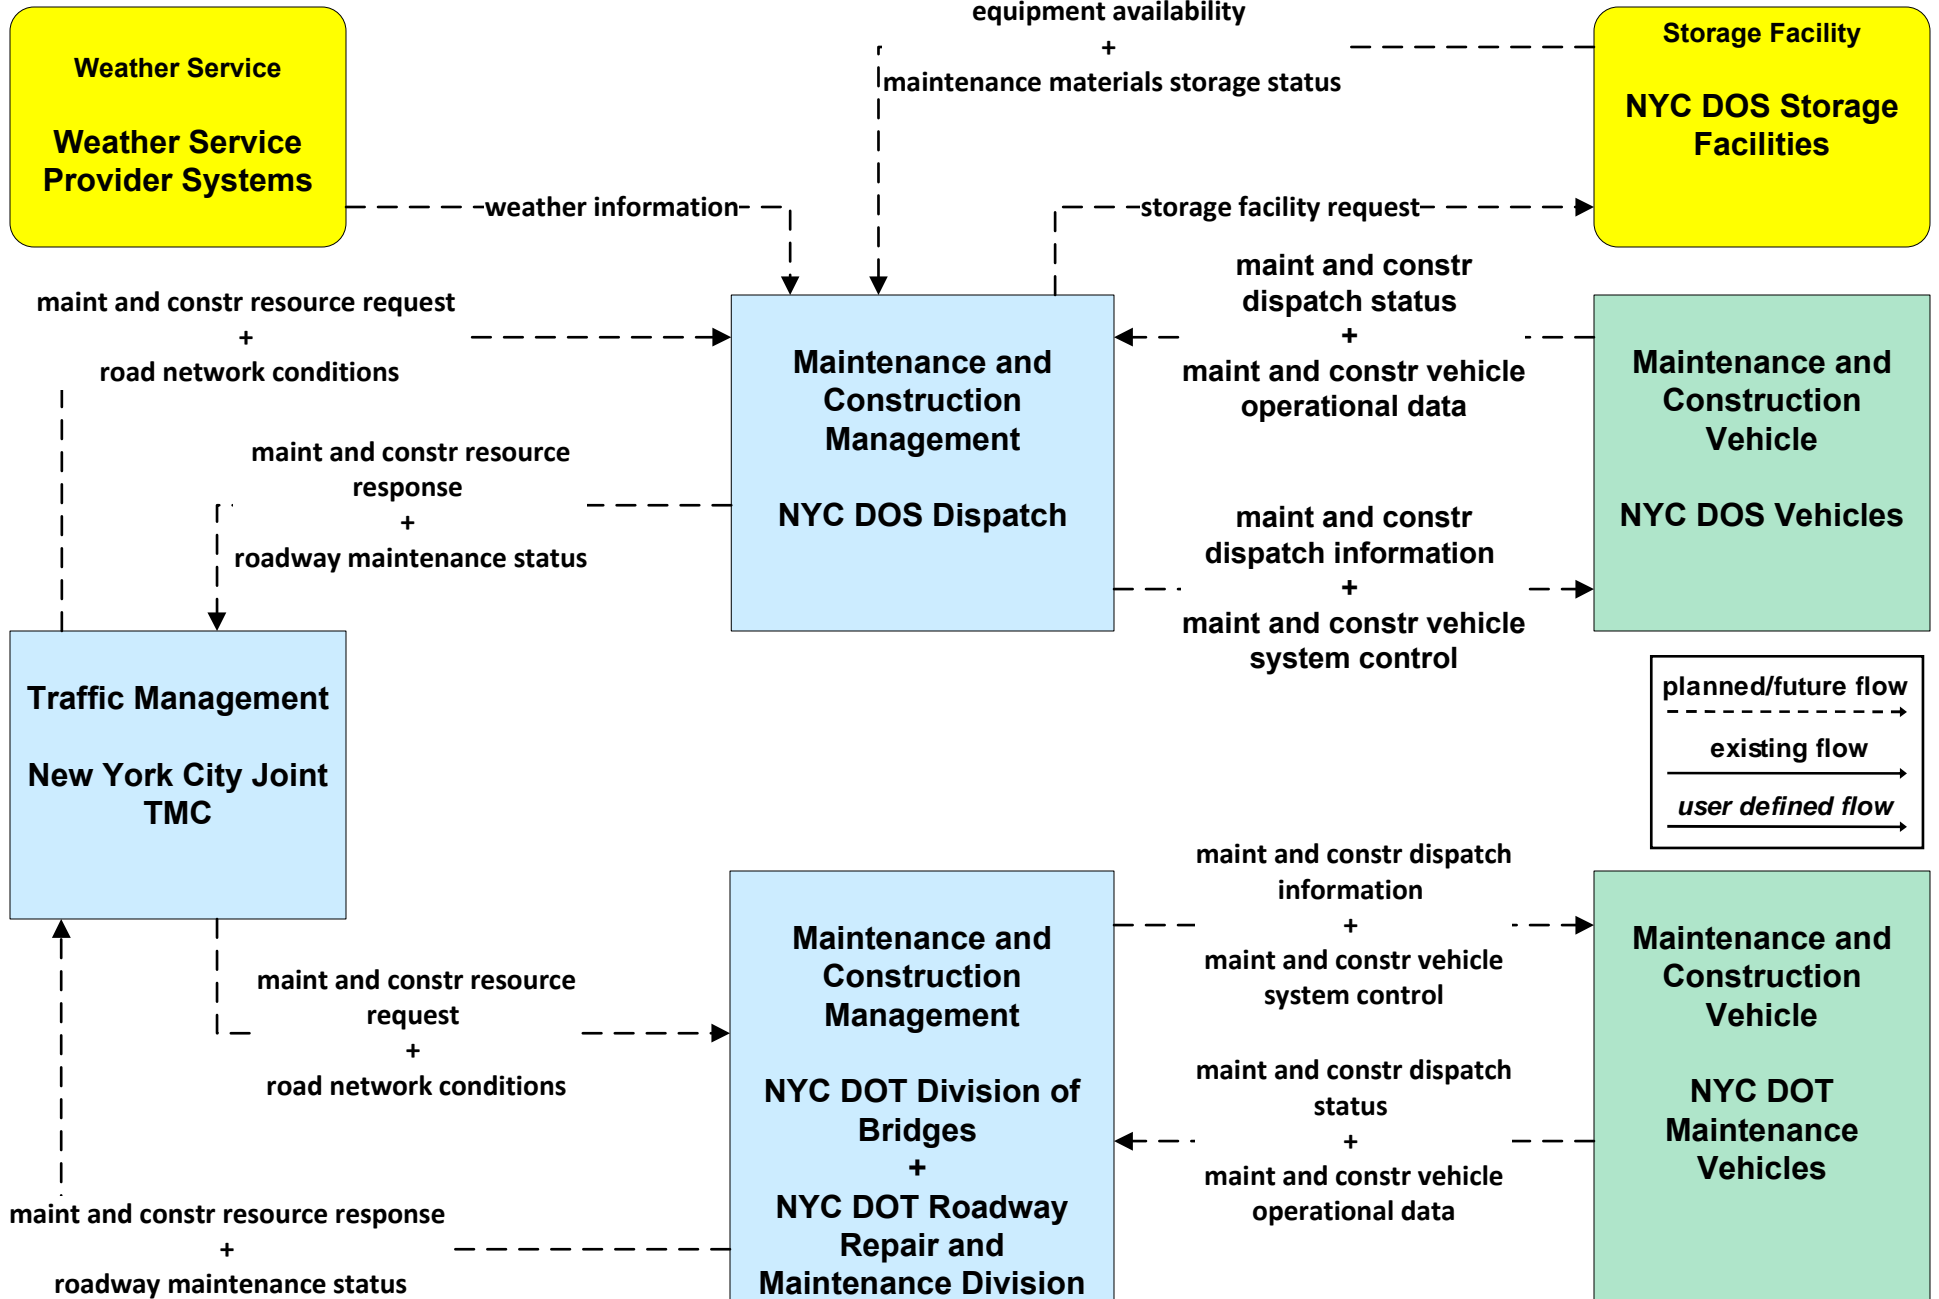 equipment availability
+
maintenance materials storage status
Weather Service
Weather Service
Provider Systems
Storage Facility
NYC DOS Storage
Facilities
weather information
storage facility request
maint and constr resource request
+
road network conditions
Maintenance and
Construction
Management
NYC DOS Dispatch
maint and constr
dispatch status
+
maint and constr vehicle
operational data
Maintenance and
Construction
Vehicle
NYC DOS Vehicles
maint and constr resource
response
+
roadway maintenance status
maint and constr
dispatch information
+
maint and constr vehicle
system control
Traffic Management
New York City Joint
TMC
planned/future flow
existing flow
user defined flow
maint and constr resource
request
+
road network conditions
Maintenance and
Construction
Management
NYC DOT Division of
Bridges
+
NYC DOT Roadway
Repair and
Maintenance Division
maint and constr dispatch
information
+
maint and constr vehicle
system control
maint and constr dispatch
status
+
maint and constr vehicle
operational data
Maintenance and
Construction
Vehicle
NYC DOT
Maintenance
Vehicles
maint and constr resource response
+
roadway maintenance status